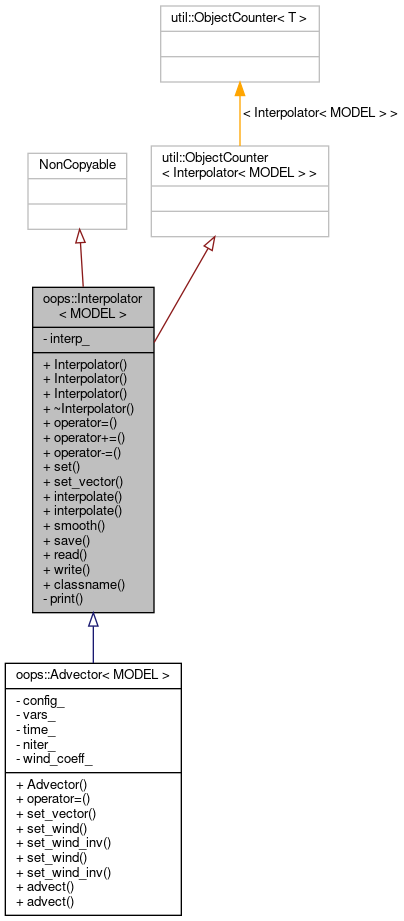 util::ObjectCounter< T >
< Interpolator< MODEL > >
util::ObjectCounter
< Interpolator< MODEL > >
NonCopyable
oops::Interpolator
< MODEL >
- interp_
+ Interpolator()
+ Interpolator()
+ Interpolator()
+ ~Interpolator()
+ operator=()
+ operator+=()
+ operator-=()
+ set()
+ set_vector()
+ interpolate()
+ interpolate()
+ smooth()
+ save()
+ read()
+ write()
+ classname()
- print()
oops::Advector< MODEL >
- config_
- vars_
- time_
- niter_
- wind_coeff_
+ Advector()
+ operator=()
+ set_vector()
+ set_wind()
+ set_wind_inv()
+ set_wind()
+ set_wind_inv()
+ advect()
+ advect()